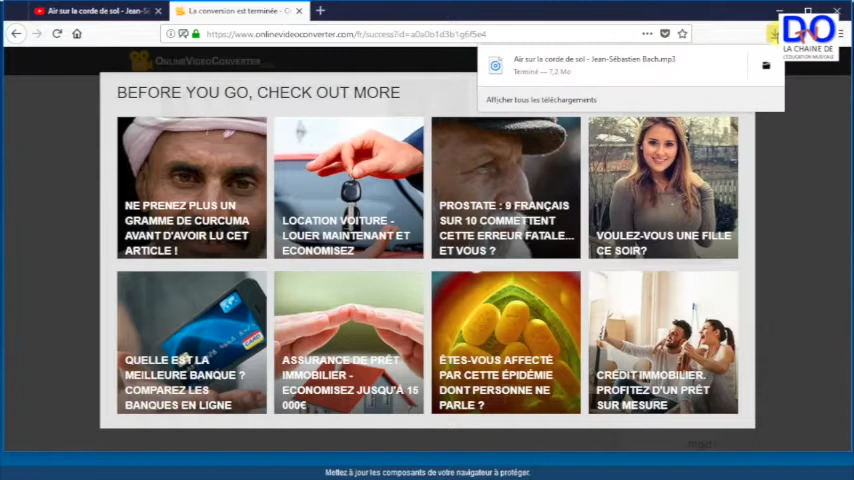 Air sur la corde de sol - Jean-Sé
La conversion est terminée - O
https://www.onlinevideoconverter.com/fr/success?id=a0a0b1d3b1g6f5e4
DO
LA CHAINE DE
L'EDUCATION MUSICALE
Air sur la corde de sol - Jean-Sébastien Bach.mp3
Terminé — 7,2 Mo
Afficher tous les téléchargements
ONLINEVIDEOCONVERTER
BEFORE YOU GO, CHECK OUT MORE
NE PRENEZ PLUS UN
GRAMME DE CURCUMA
AVANT D'AVOIR LU CET
ARTICLE !
LOCATION VOITURE -
LOUER MAINTENANT ET
ECONOMISEZ
PROSTATE : 9 FRANÇAIS
SUR 10 COMMETTENT
CETTE ERREUR FATALE...
ET VOUS ?
VOULEZ-VOUS UNE FILLE
CE SOIR?
QUELLE EST LA
MEILLEURE BANQUE ?
COMPAREZ LES
BANQUES EN LIGNE
ASSURANCE DE PRÊT
IMMOBILIER -
ECONOMISEZ JUSQU'À 15
000€
ÊTES-VOUS AFFECTÉ
PAR CETTE ÉPIDÉMIE
DONT PERSONNE NE
PARLE ?
CRÉDIT IMMOBILIER.
PROFITEZ D'UN PRÊT
SUR MESURE
mgid
Mettez à jour les composants de votre navigateur à protéger.